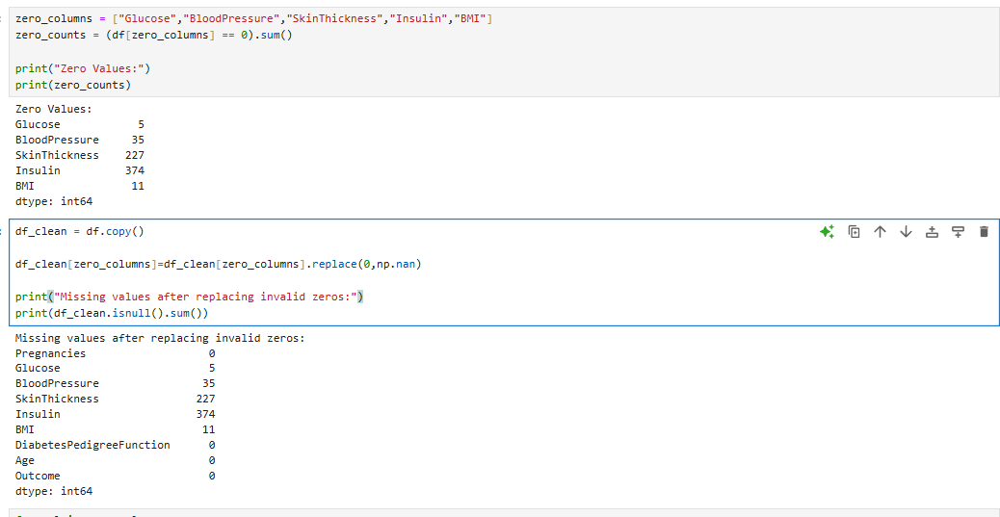 zero_columns = ["Glucose","BloodPressure","SkinThickness","Insulin","BMI"]
zero_counts = (df[zero_columns] == 0).sum()
print("Zero Values:")
print(zero_counts)
Zero Values:
Glucose 5
BloodPressure 35
SkinThickness 227
Insulin 374
BMI 11
dtype: int64
df_clean = df.copy()
df_clean[zero_columns]=df_clean[zero_columns].replace(0,np.nan)
print("Missing values after replacing invalid zeros:")
print(df_clean.isnull().sum())
Missing values after replacing invalid zeros:
Pregnancies 0
Glucose 5
BloodPressure 35
SkinThickness 227
Insulin 374
BMI 11
DiabetesPedigreeFunction 0
Age 0
Outcome 0
dtype: int64